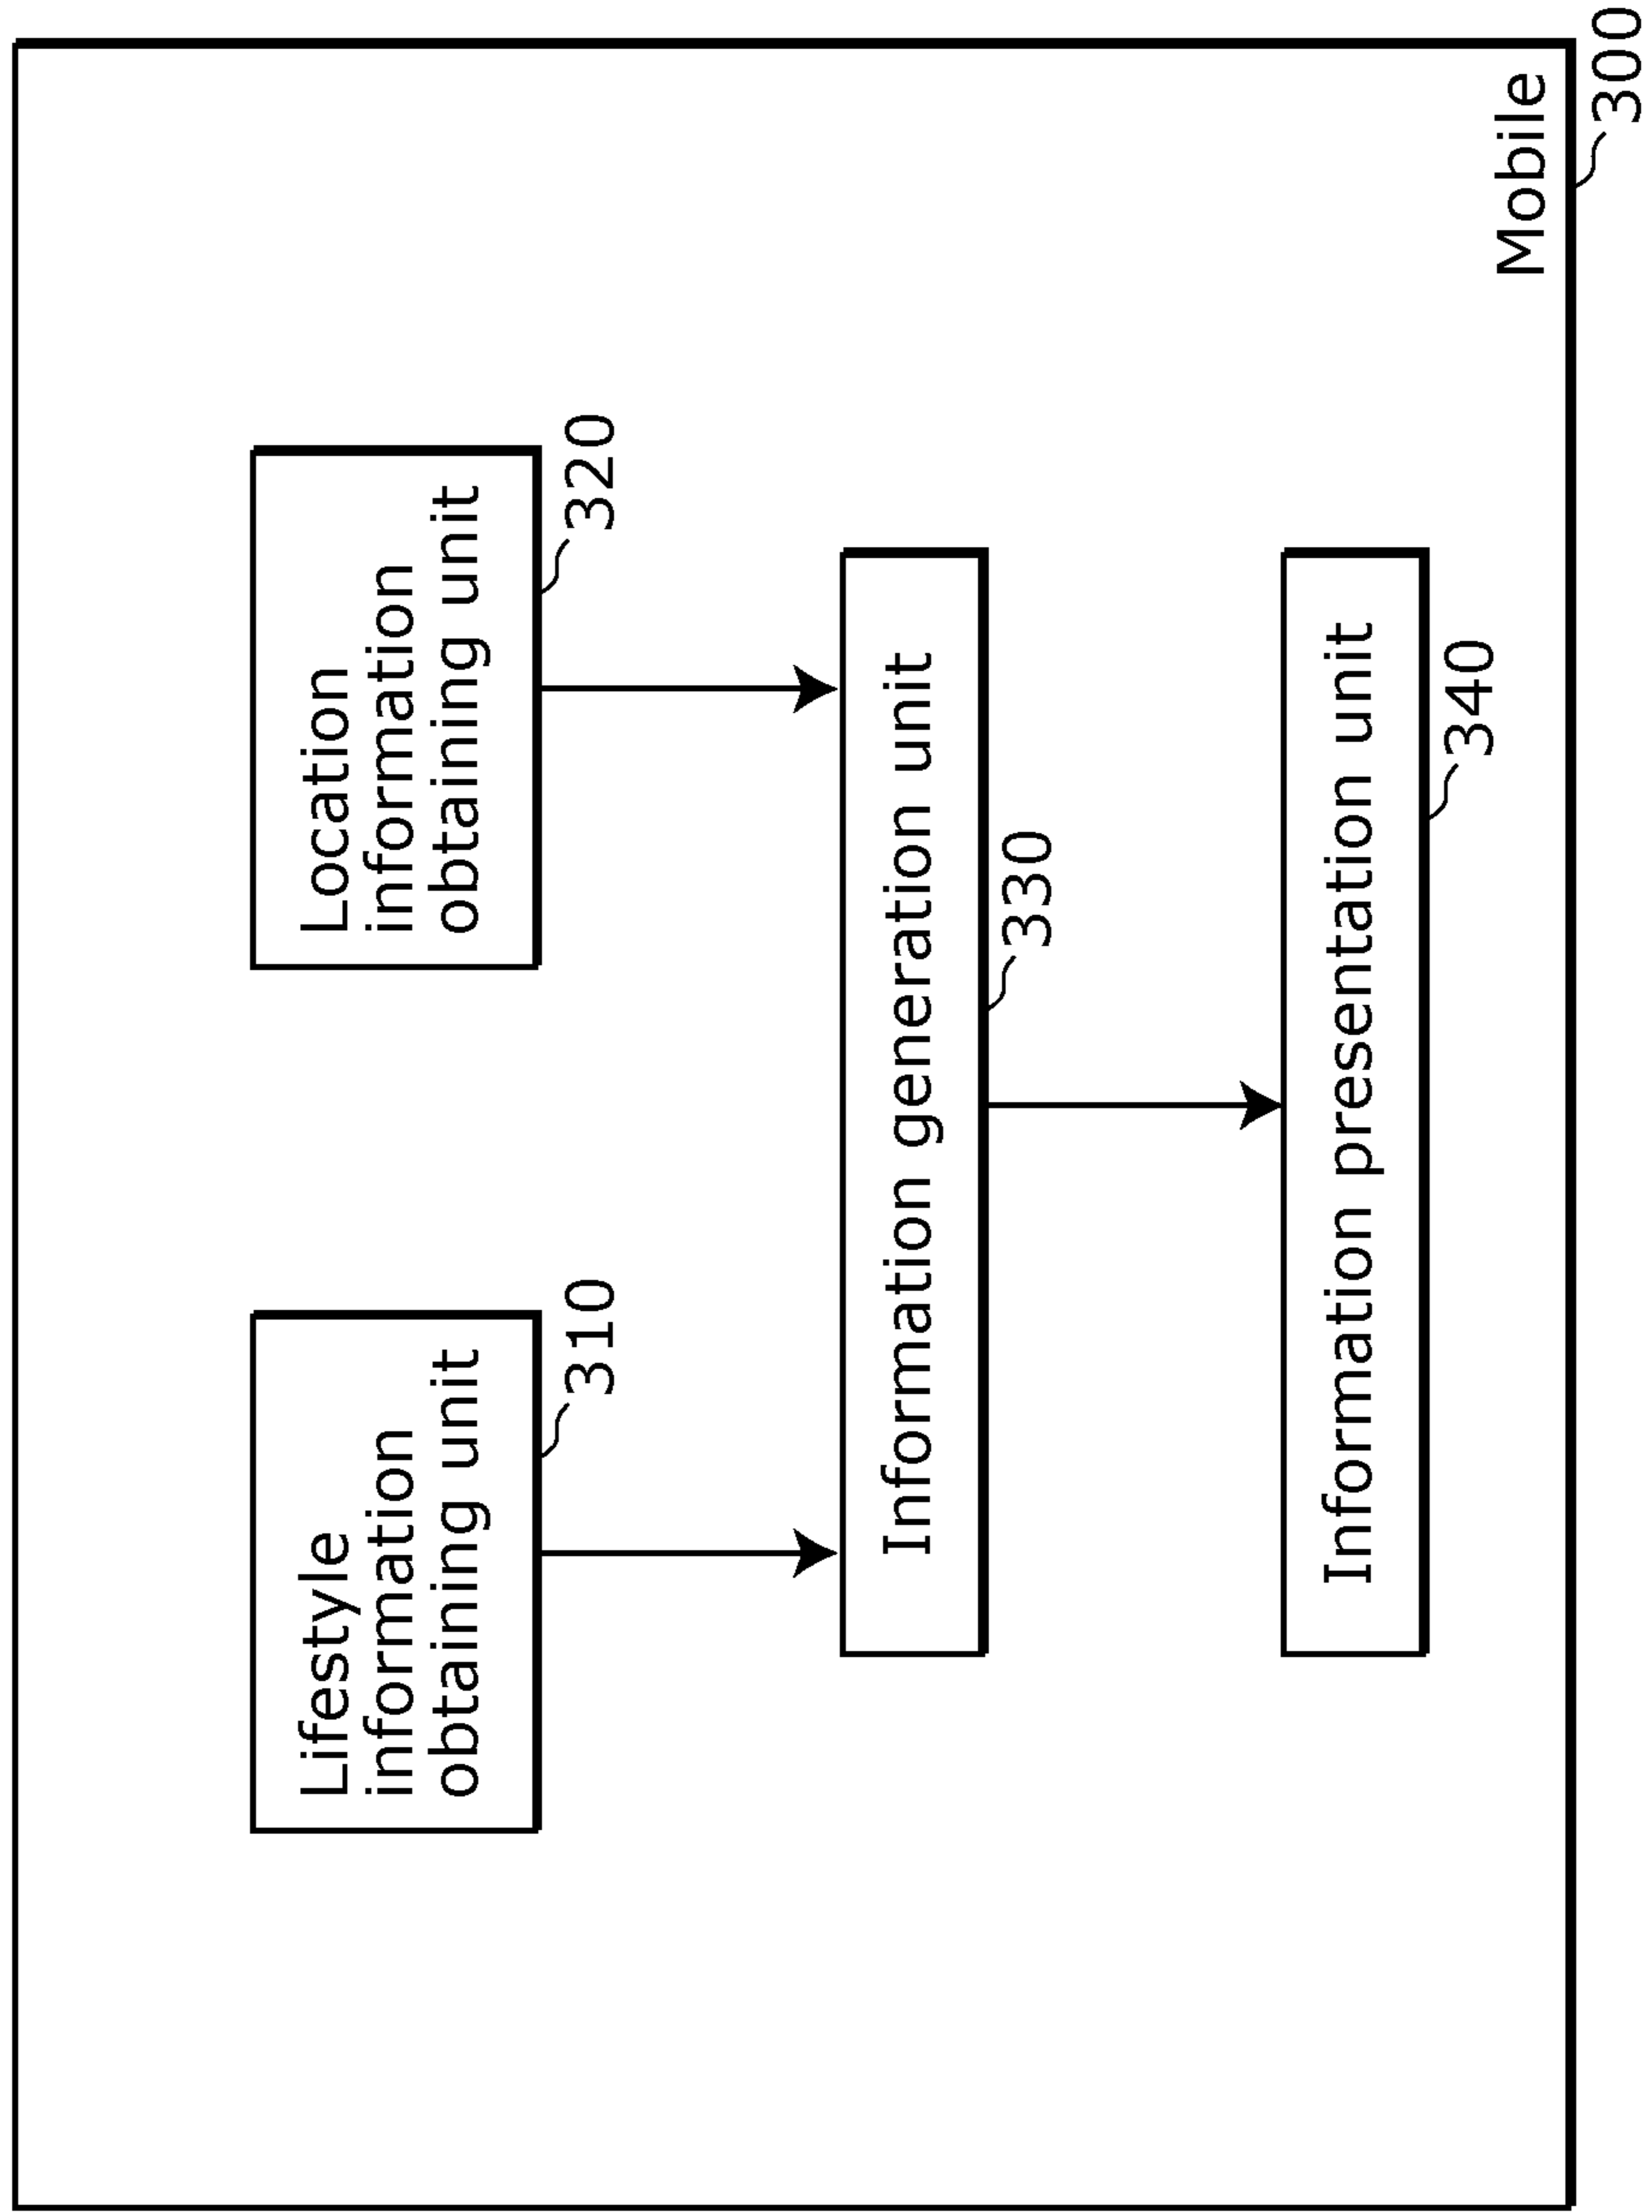 Lifestyle
information
obtaining unit
310
Location
information
obtaining unit
320
Information generation unit
330
Information presentation unit
340
Mobile
300